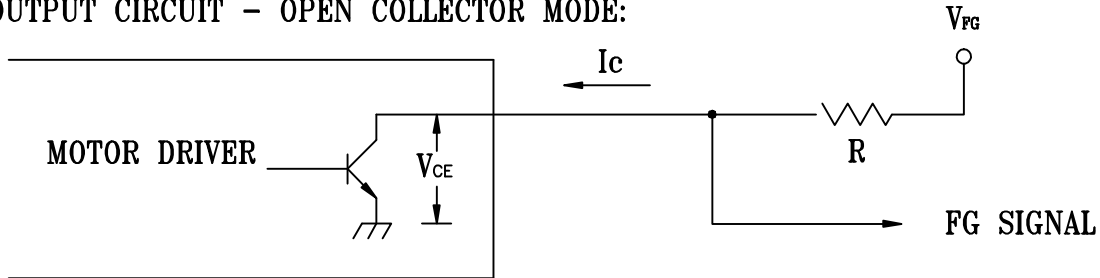 OUTPUT CIRCUIT - OPEN COLLECTOR MODE:
VFG
Ic
MOTOR DRIVER
VCE
R
FG SIGNAL